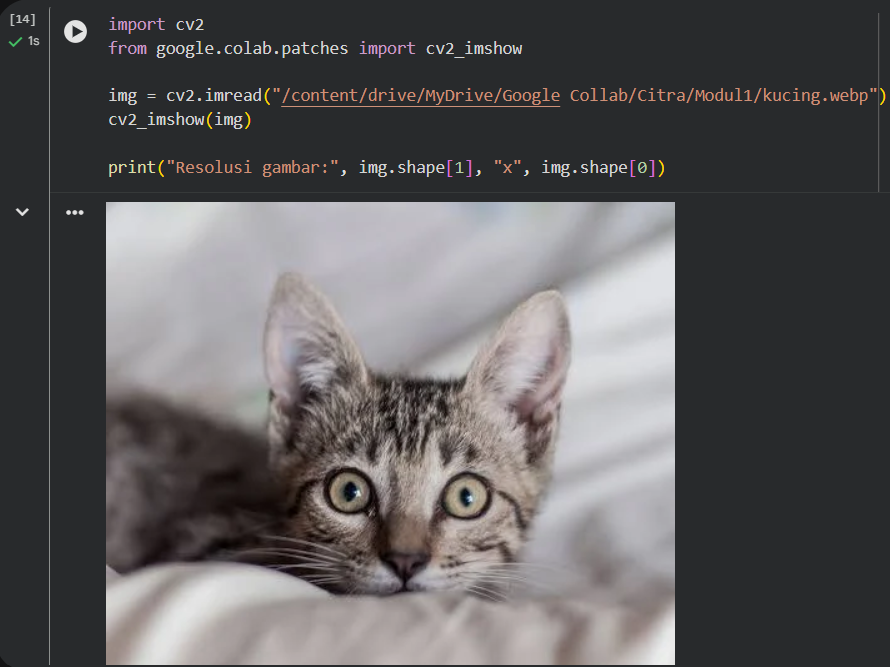 [14]
1s
import cv2
from google.colab.patches import cv2_imshow
img = cv2.imread("/content/drive/MyDrive/Google Collab/Citra/Modul1/kucing.webp")
cv2_imshow(img)
print("Resolusi gambar:", img.shape[1], "x", img.shape[0])